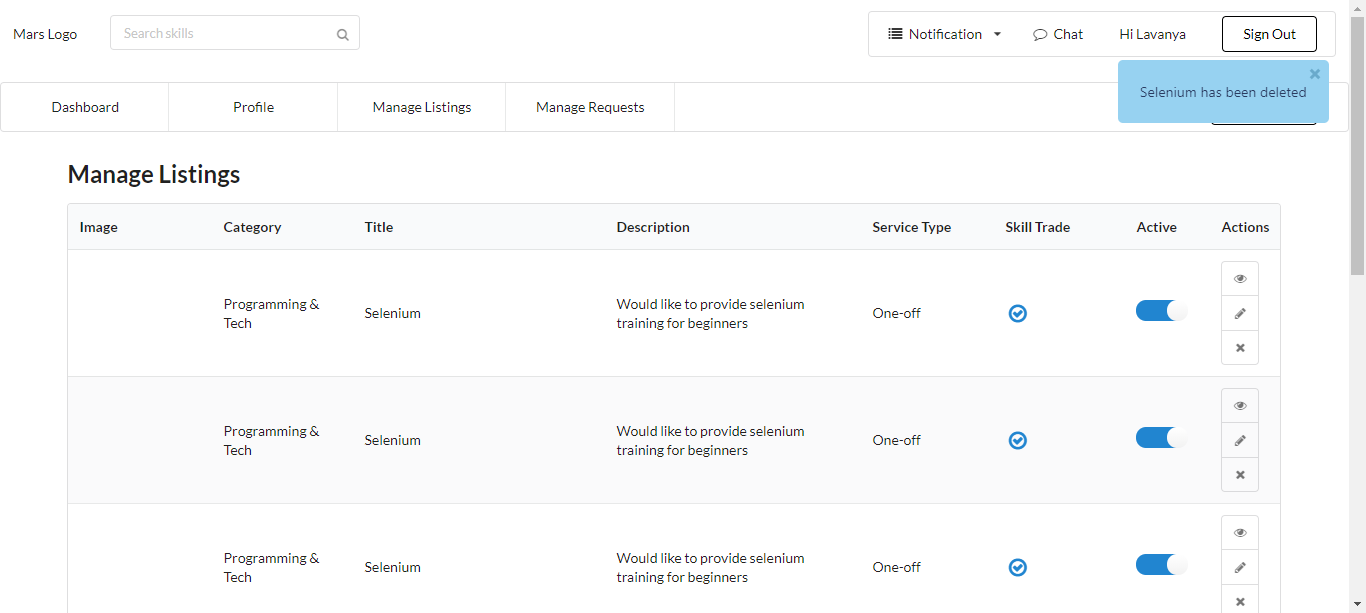 Mars Logo
Search skills
Notification
Chat
Hi Lavanya
Sign Out
Selenium has been deleted
Dashboard
Profile
Manage Listings
Manage Requests
Manage Listings
Image Category Title Description Service Type Skill Trade Active Actions
Programming &
Tech
Selenium
Would like to provide selenium
training for beginners
One-off
Programming &
Tech
Selenium
Would like to provide selenium
training for beginners
One-off
Programming &
Tech
Selenium
Would like to provide selenium
training for beginners
One-off